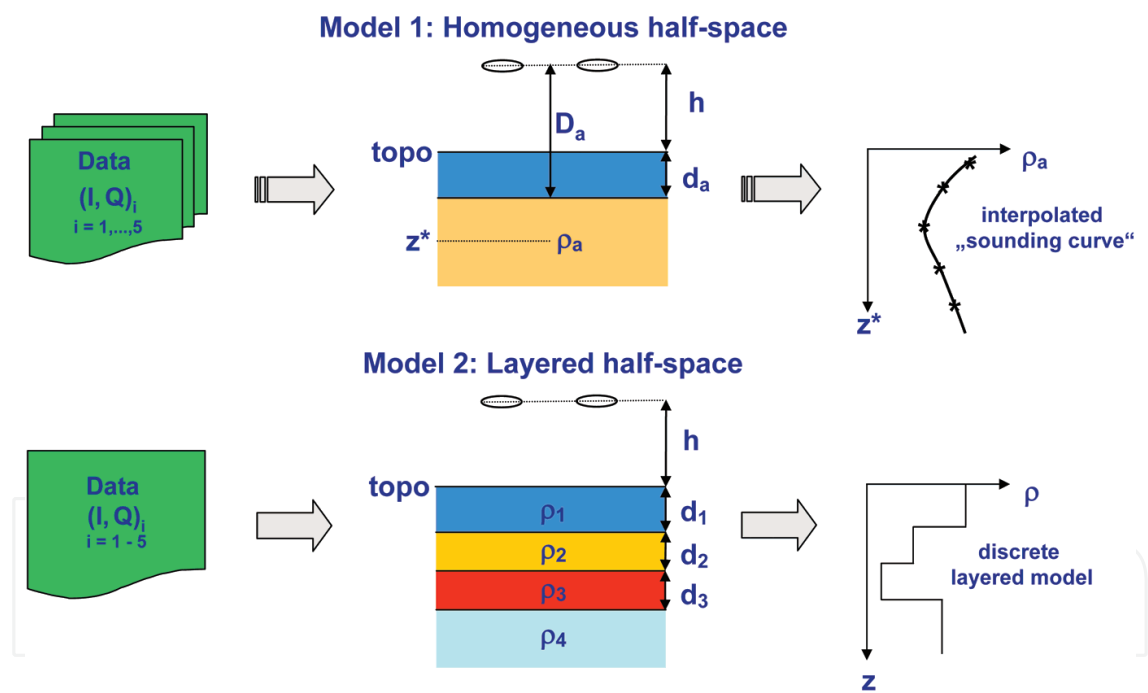 Model 1: Homogeneous half-space
Data
(I, Q)i
i = 1,...,5
topo
Da
h
da
z*
ρa
ρa
interpolated
„sounding curve“
z*
Model 2: Layered half-space
Data
(I, Q)i
i = 1 - 5
topo
h
ρ1
d1
ρ2
d2
ρ3
d3
ρ4
ρ
discrete
layered model
z